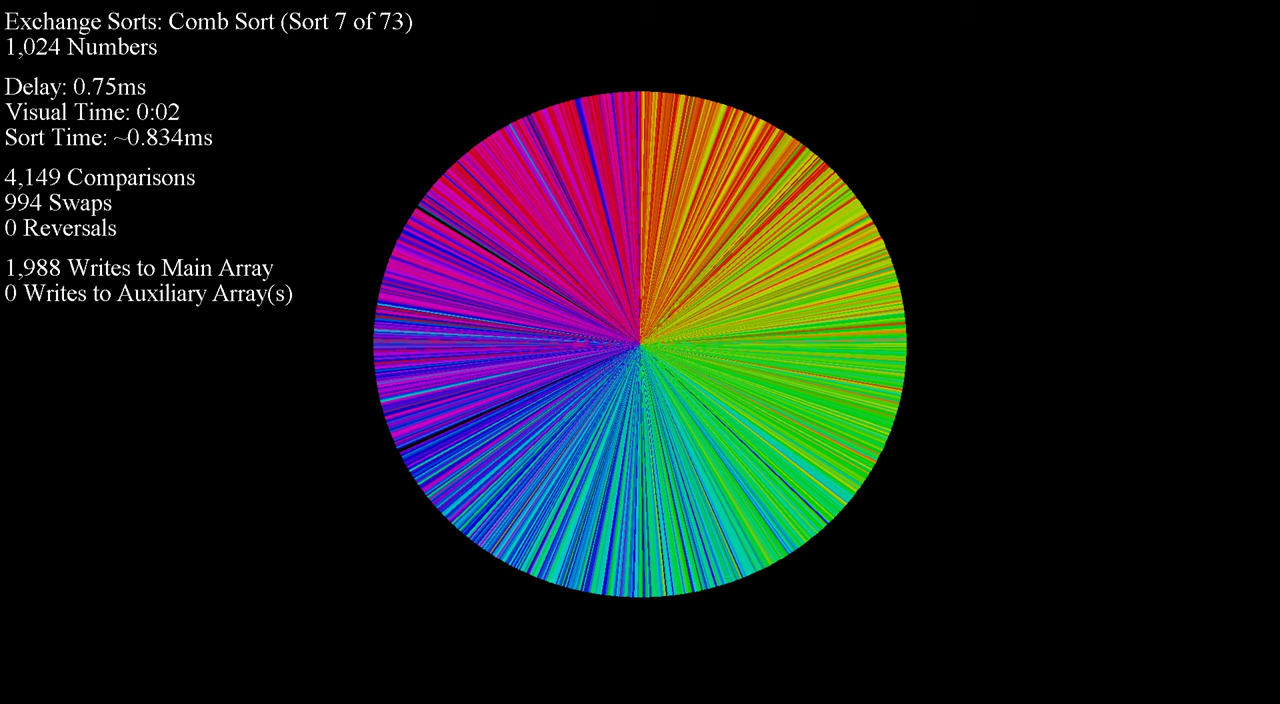 Exchange Sorts: Comb Sort (Sort 7 of 73)
1,024 Numbers
Delay: 0.75ms
Visual Time: 0:02
Sort Time: ~0.834ms
4,149 Comparisons
994 Swaps
0 Reversals
1,988 Writes to Main Array
0 Writes to Auxiliary Array(s)